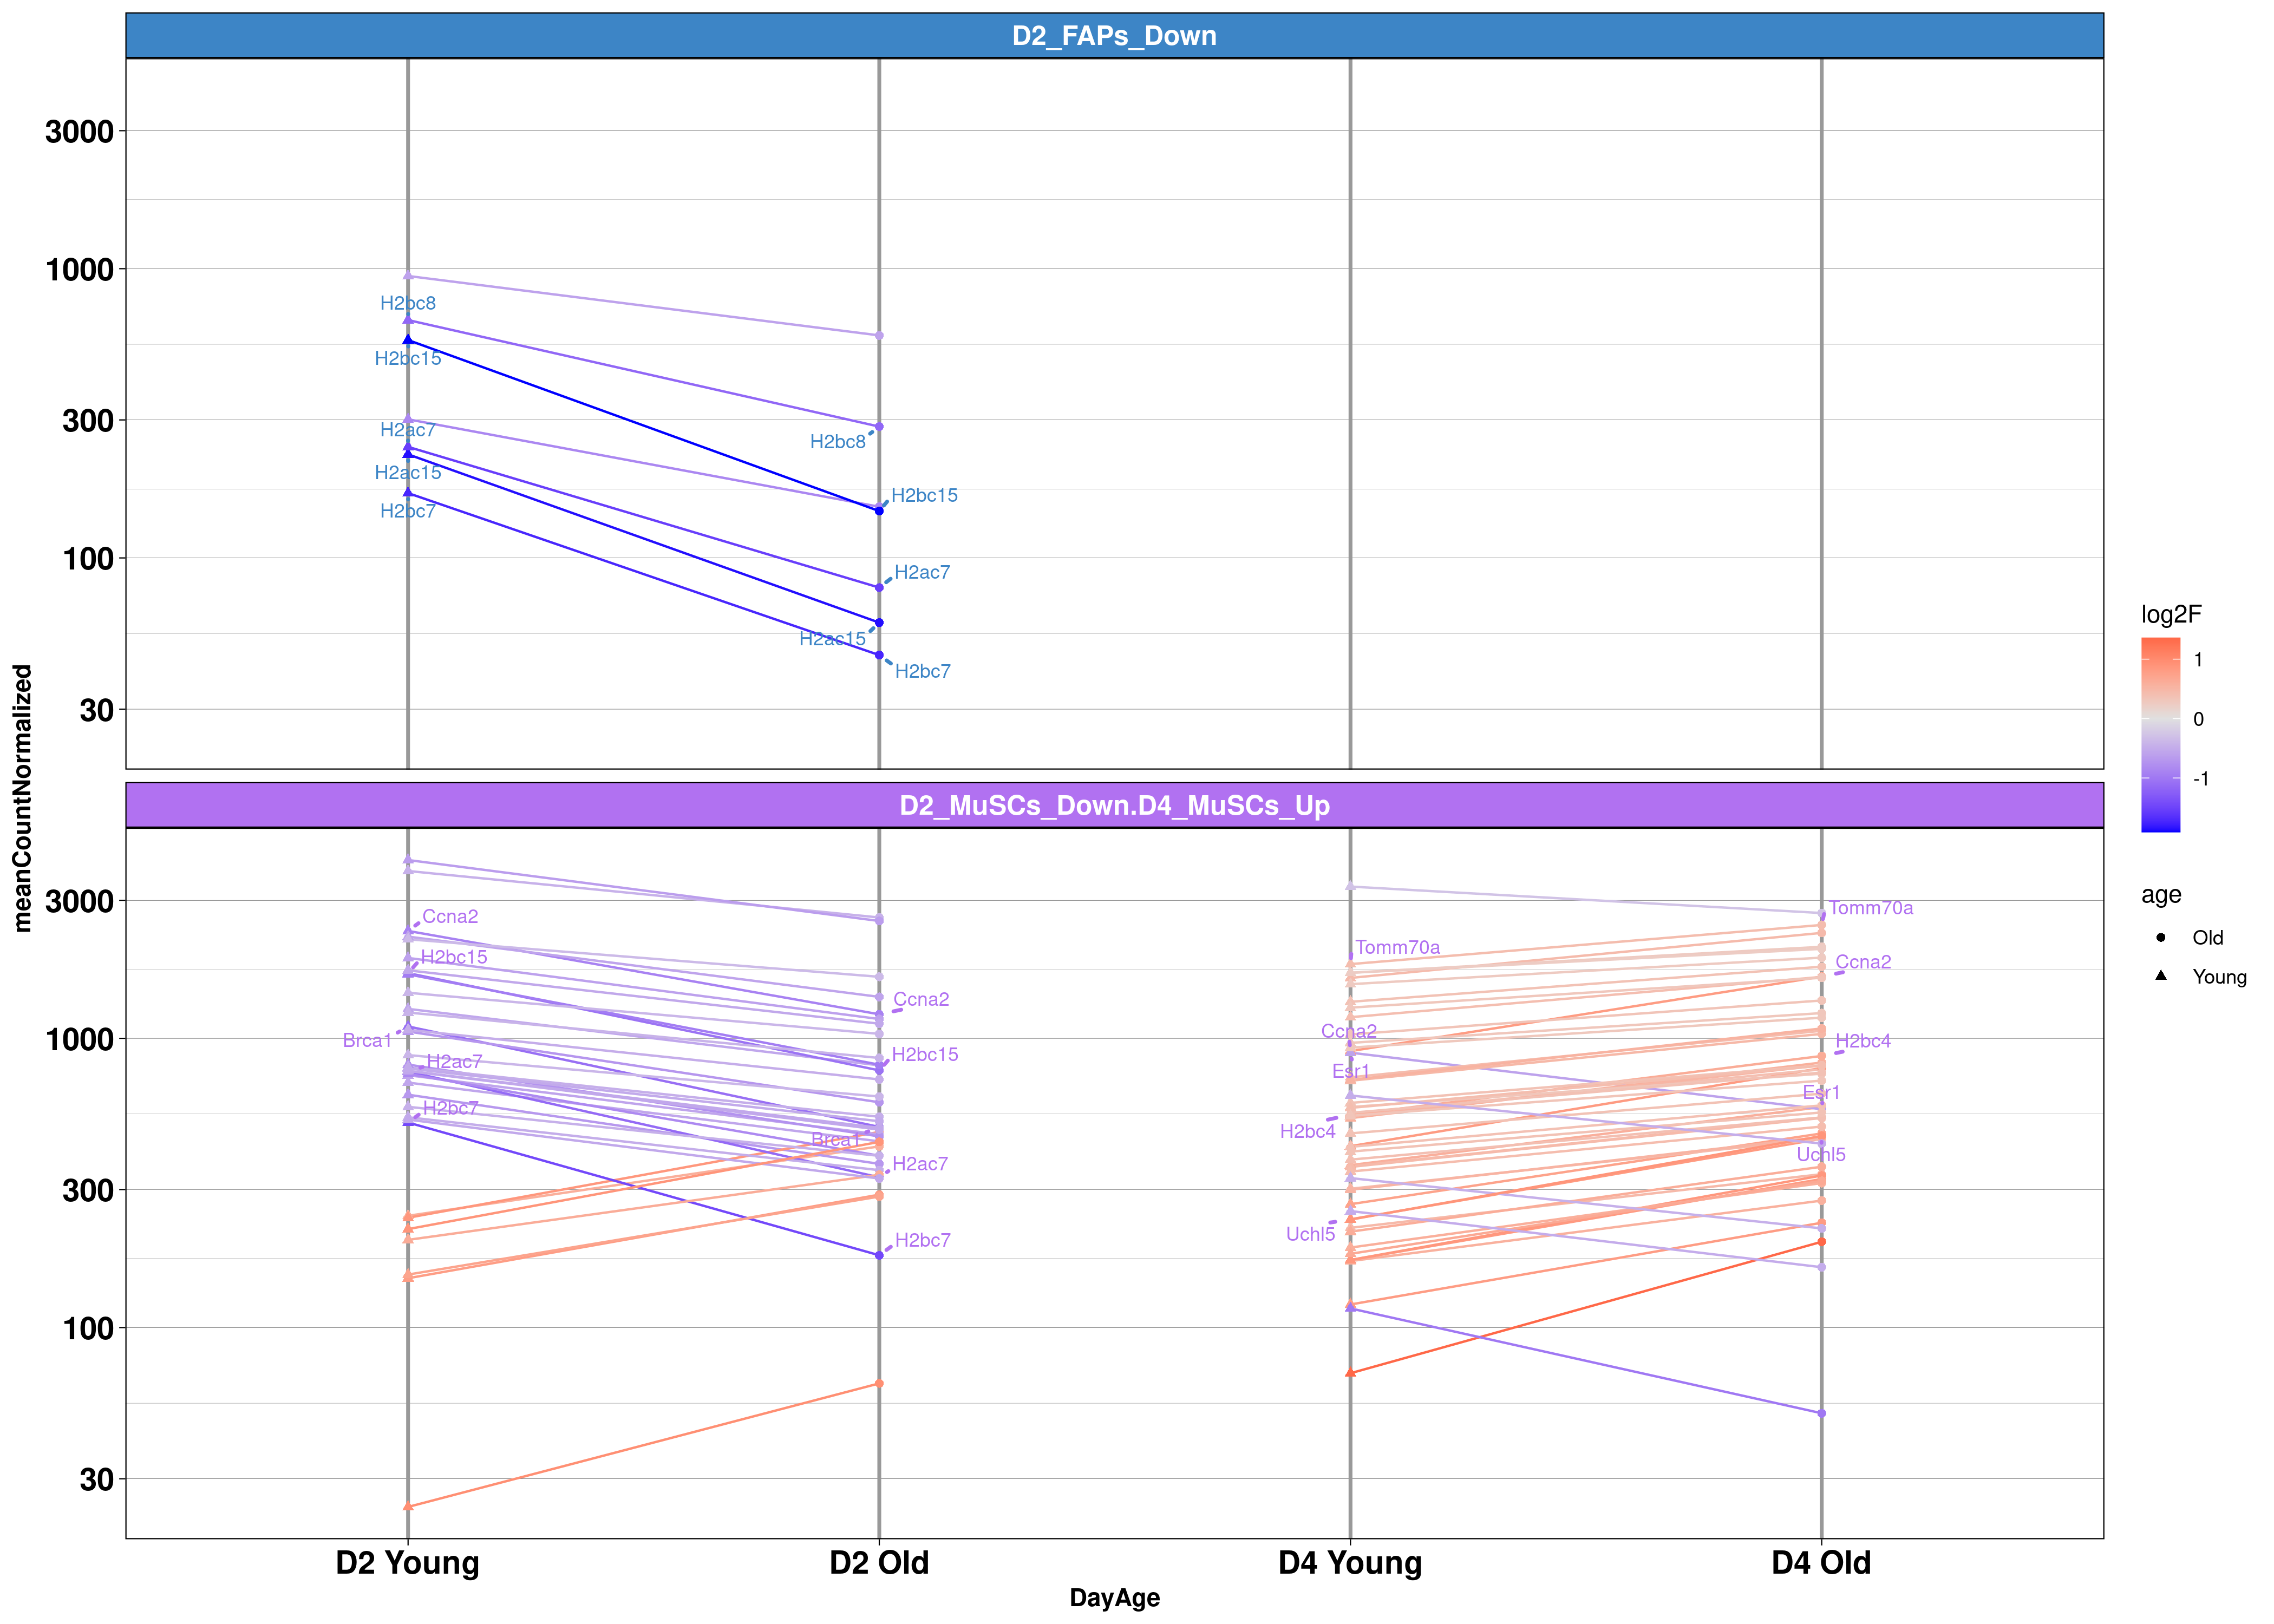 D2_FAPs_Down
3000
1000
300
100
30
H2bc8
H2bc15
H2ac7
H2ac15
H2bc7
H2bc8
H2bc15
H2ac7
H2ac15
H2bc7
meanCountNormalized
D2_MuSCs_Down.D4_MuSCs_Up
3000
1000
300
100
30
Ccna2
H2bc15
Brca1
H2ac7
H2bc7
Ccna2
H2bc15
Brca1
H2ac7
H2bc7
Tomm70a
Ccna2
Esr1
H2bc4
Uchl5
Tomm70a
Ccna2
H2bc4
Esr1
Uchl5
D2 Young
D2 Old
D4 Young
D4 Old
DayAge
log2F
1
0
-1
age
Old
Young